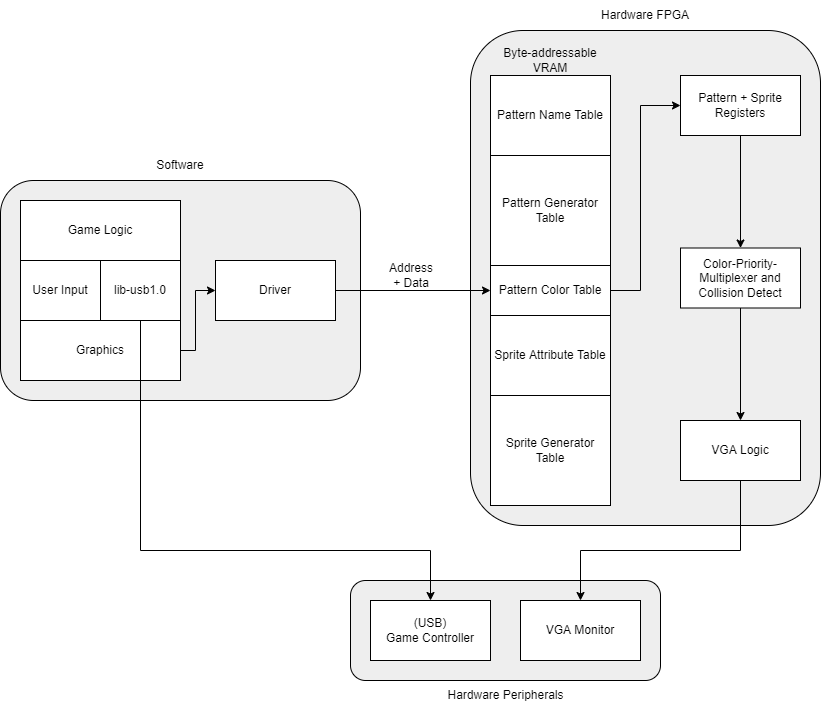 Hardware FPGA
Byte-addressable
VRAM
Pattern Name Table
Pattern Generator
Table
Pattern Color Table
Sprite Attribute Table
Sprite Generator
Table
Pattern + Sprite
Registers
Color-Priority-
Multiplexer and
Collision Detect
VGA Logic
Software
Game Logic
User Input
lib-usb1.0
Graphics
Driver
Address
+ Data
(USB)
Game Controller
VGA Monitor
Hardware Peripherals